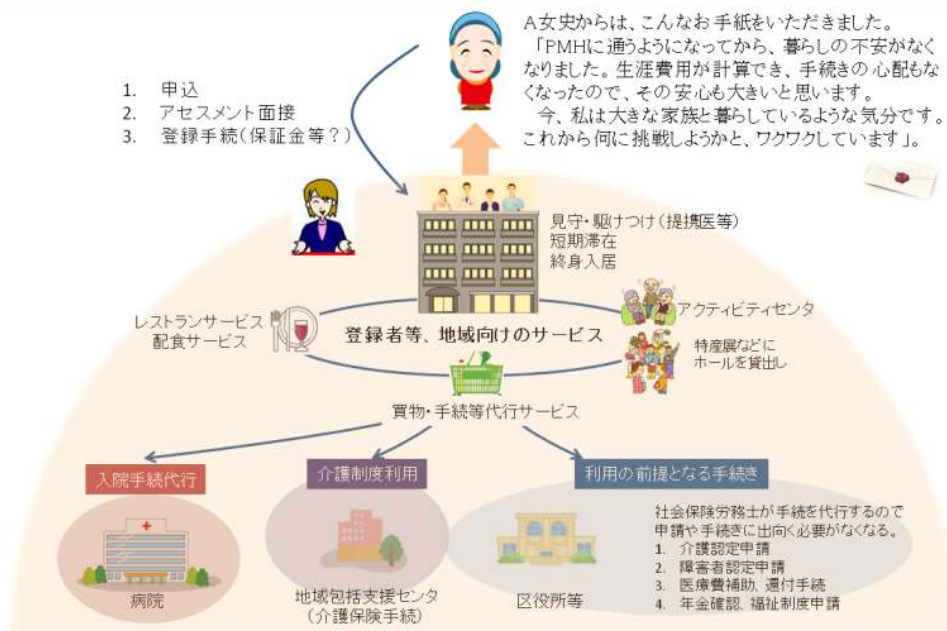 A女史からは、こんなお手紙をいただきました。
「PMHに通うようになってから、暮らしの不安がなく
なりました。生涯費用が計算でき、手続きの心配もな
くなったので、その安心も大きいと思います。
今、私は大きな家族と暮らしているような気分です。
これから何に挑戦しようかと、ワクワクしています」。
1. 申込
2. アセスメント面接
3. 登録手続(保証金等?)
見守・駆けつけ(提携医等)
短期滞在
終身入居
レストランサービス
配食サービス
登録者等、地域向けのサービス
アクティビティセンタ
特産展などに
ホールを貸出し
買物・手続等代行サービス
入院手続代行
介護制度利用
利用の前提となる手続き
病院
地域包括支援センタ
(介護保険手続)
区役所等
社会保険労務士が手続を代行するので
申請や手続きに出向く必要がなくなる。
1. 介護認定申請
2. 障害者認定申請
3. 医療費補助、還付手続
4. 年金確認、福祉制度申請